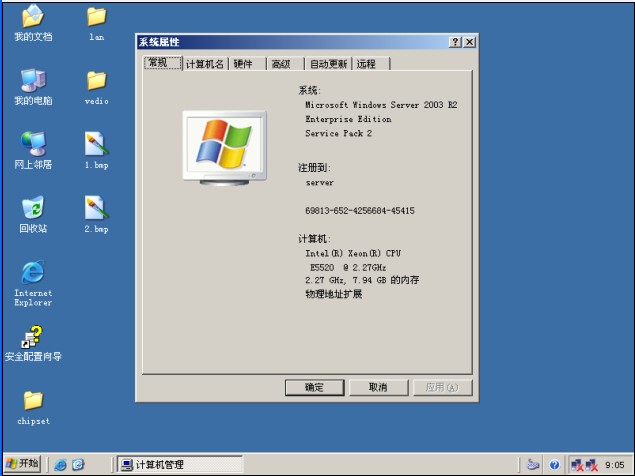 我的文档
lan
我的电脑
vedio
网上邻居
1.bmp
回收站
2.bmp
Internet
Explorer
安全配置向导
chipset
系统属性
常规 计算机名 硬件 高级 自动更新 远程
系统:
Microsoft Windows Server 2003 R2
Enterprise Edition
Service Pack 2
注册到:
server
69813-652-4256684-45415
计算机:
Intel(R) Xeon(R) CPU
E5520 @ 2.27GHz
2.27 GHz, 7.94 GB 的内存
物理地址扩展
确定 取消 应用(A)
开始 计算机管理 9:05